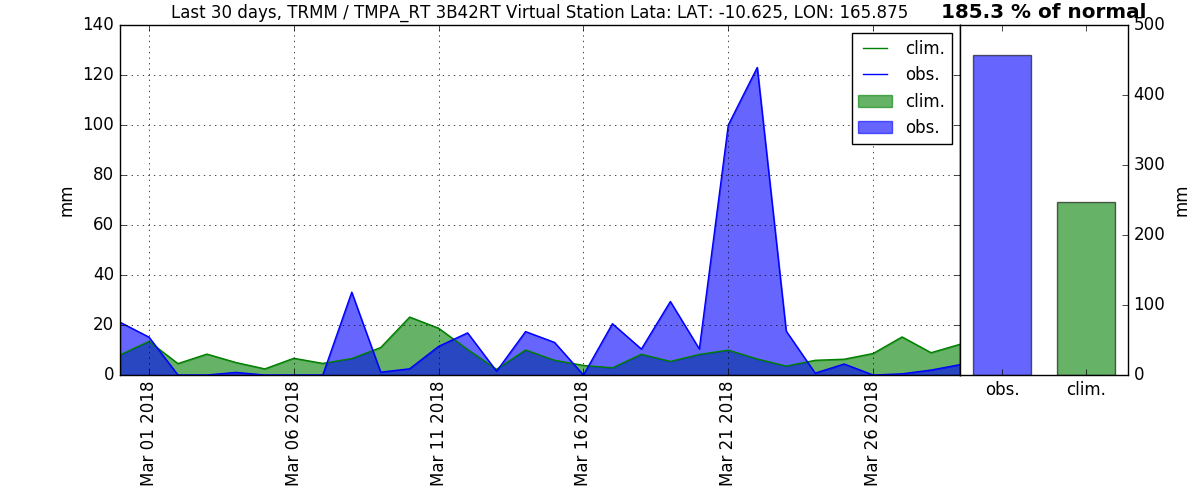 Last 30 days, TRMM / TMPA_RT 3B42RT Virtual Station Lata: LAT: -10.625, LON: 165.875
185.3 % of normal
140
120
100
80
60
40
20
0
mm
clim.
obs.
clim.
obs.
Mar 01 2018
Mar 06 2018
Mar 11 2018
Mar 16 2018
Mar 21 2018
Mar 26 2018
500
400
300
200
100
0
mm
obs.
clim.